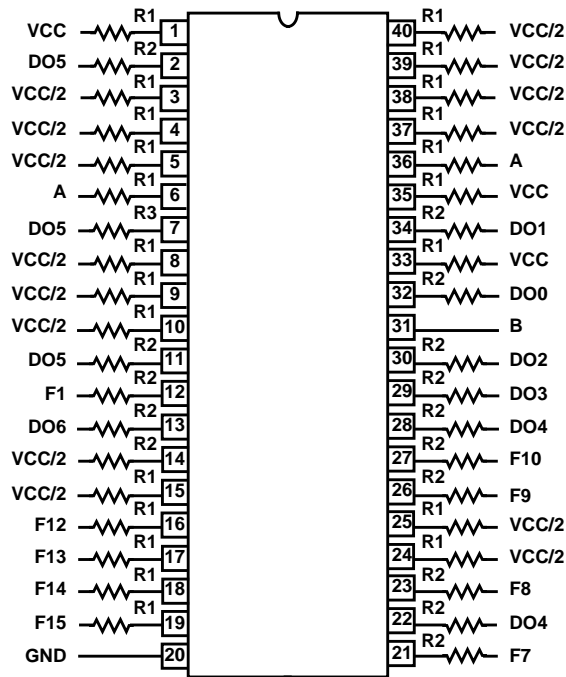 VCC R1 1 40 R1 VCC/2
DO5 R2 2 39 R1 VCC/2
VCC/2 R1 3 38 R1 VCC/2
VCC/2 R1 4 37 R1 VCC/2
VCC/2 R1 5 36 R1 A
A R1 6 35 R1 VCC
DO5 R3 7 34 R2 DO1
VCC/2 R1 8 33 R1 VCC
VCC/2 R1 9 32 R2 DO0
VCC/2 R1 10 31 B
DO5 R2 11 30 R2 DO2
F1 R2 12 29 R2 DO3
DO6 R2 13 28 R2 DO4
VCC/2 R2 14 27 R2 F10
VCC/2 R1 15 26 R2 F9
F12 R1 16 25 R1 VCC/2
F13 R1 17 24 R1 VCC/2
F14 R1 18 23 R2 F8
F15 R1 19 22 R2 DO4
GND 20 21 R2 F7